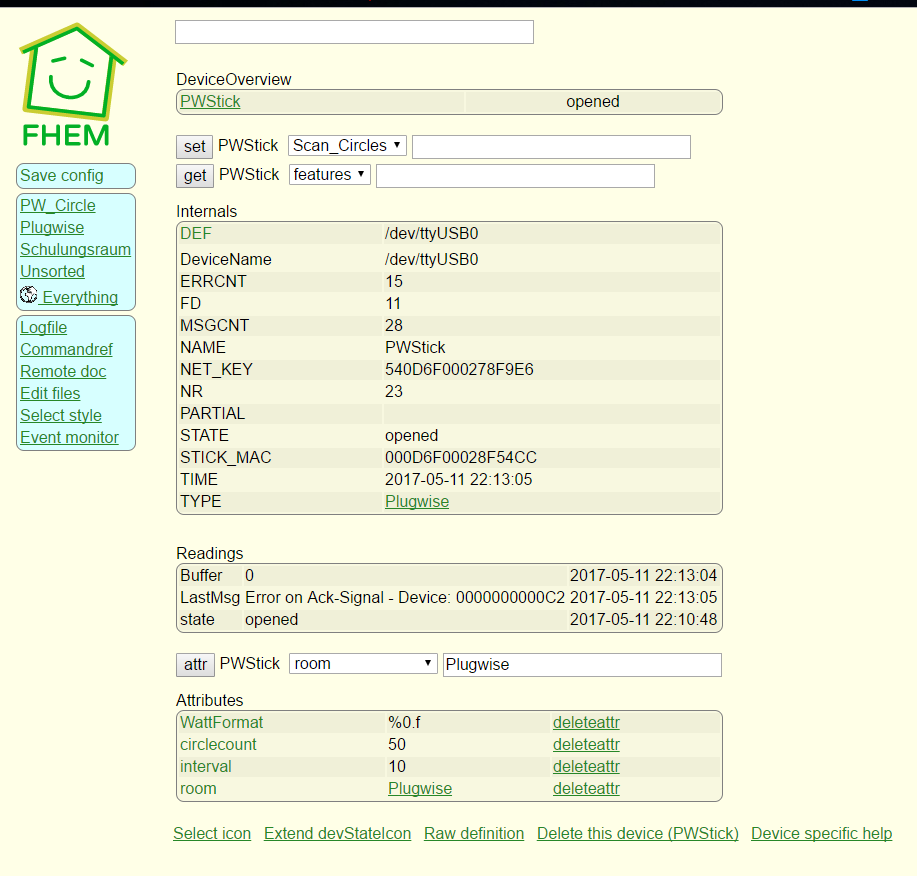 FHEM
Save config
PW_Circle
Plugwise
Schulungsraum
Unsorted
Everything
Logfile
Commandref
Remote doc
Edit files
Select style
Event monitor
DeviceOverview
PWStick opened
set PWStick Scan_Circles
get PWStick features
Internals
DEF /dev/ttyUSB0
DeviceName /dev/ttyUSB0
ERRCNT 15
FD 11
MSGCNT 28
NAME PWStick
NET_KEY 540D6F000278F9E6
NR 23
PARTIAL
STATE opened
STICK_MAC 000D6F00028F54CC
TIME 2017-05-11 22:13:05
TYPE Plugwise
Readings
Buffer 0 2017-05-11 22:13:04
LastMsg Error on Ack-Signal - Device: 0000000000C2 2017-05-11 22:13:05
state opened 2017-05-11 22:10:48
attr PWStick room Plugwise
Attributes
WattFormat %0.f deleteattr
circlecount 50 deleteattr
interval 10 deleteattr
room Plugwise deleteattr
Select icon Extend devStateIcon Raw definition Delete this device (PWStick) Device specific help